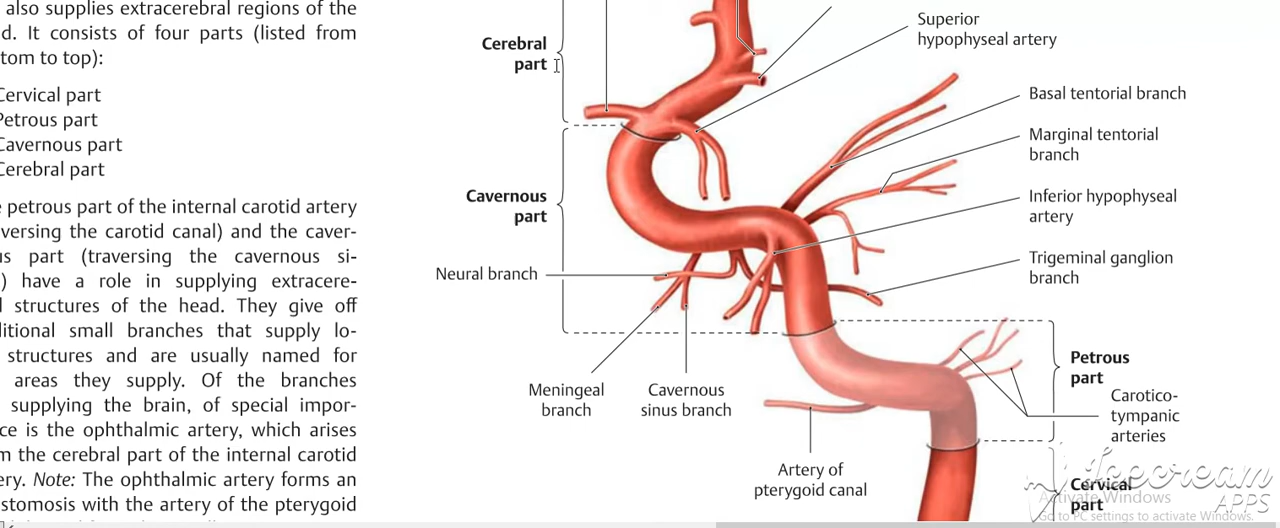 also supplies extracerebral regions of the
d. It consists of four parts (listed from
tom to top):
Cervical part
Petrous part
Cavernous part
Cerebral part
petrous part of the internal carotid artery
versing the carotid canal) and the caver-
us part (traversing the cavernous si-
) have a role in supplying extracere-
l structures of the head. They give off
ditional small branches that supply lo-
structures and are usually named for
areas they supply. Of the branches
supplying the brain, of special impor-
ce is the ophthalmic artery, which arises
m the cerebral part of the internal carotid
ery. Note: The ophthalmic artery forms an
stomosis with the artery of the pterygoid
Cerebral
part
Cavernous
part
Neural branch
Meningeal
branch
Cavernous
sinus branch
Artery of
pterygoid canal
Superior
hypophyseal artery
Basal tentorial branch
Marginal tentorial
branch
Inferior hypophyseal
artery
Trigeminal ganglion
branch
Petrous
part
Carotico-
tympanic
arteries
Cervical
part
Icecream
APPS
Activate Windows
Go to PC settings to activate Windows.